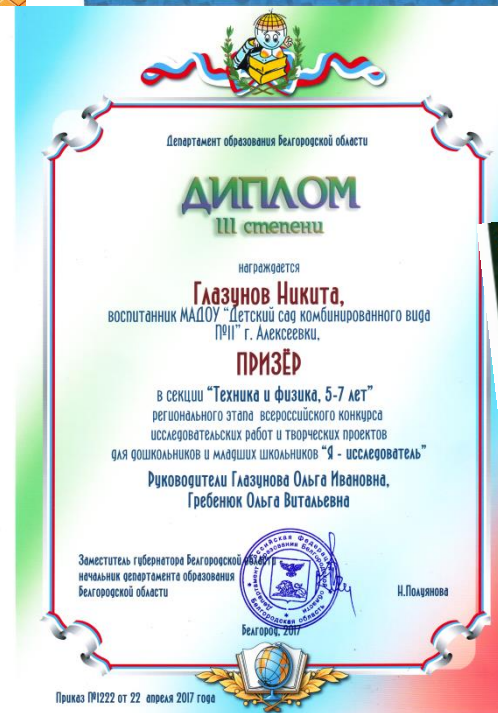 Департамент образования Белгородской области
ДИПЛОМ
III степени
награждается
Глазунов Никита,
воспитанник МАДОУ "Детский сад комбинированного вида
№11" г. Алексеевки,
ПРИЗЁР
в секции "Техника и физика, 5-7 лет"
регионального этапа всероссийского конкурса
исследовательских работ и творческих проектов
для дошкольников и младших школьников "Я - исследователь"
Руководители Глазунова Ольга Ивановна,
Гребенюк Ольга Витальевна
Заместитель губернатора Белгородской области
начальник департамента образования
Белгородской области
Н.Полуянова
Белгород, 2017
Приказ №1222 от 22 апреля 2017 года